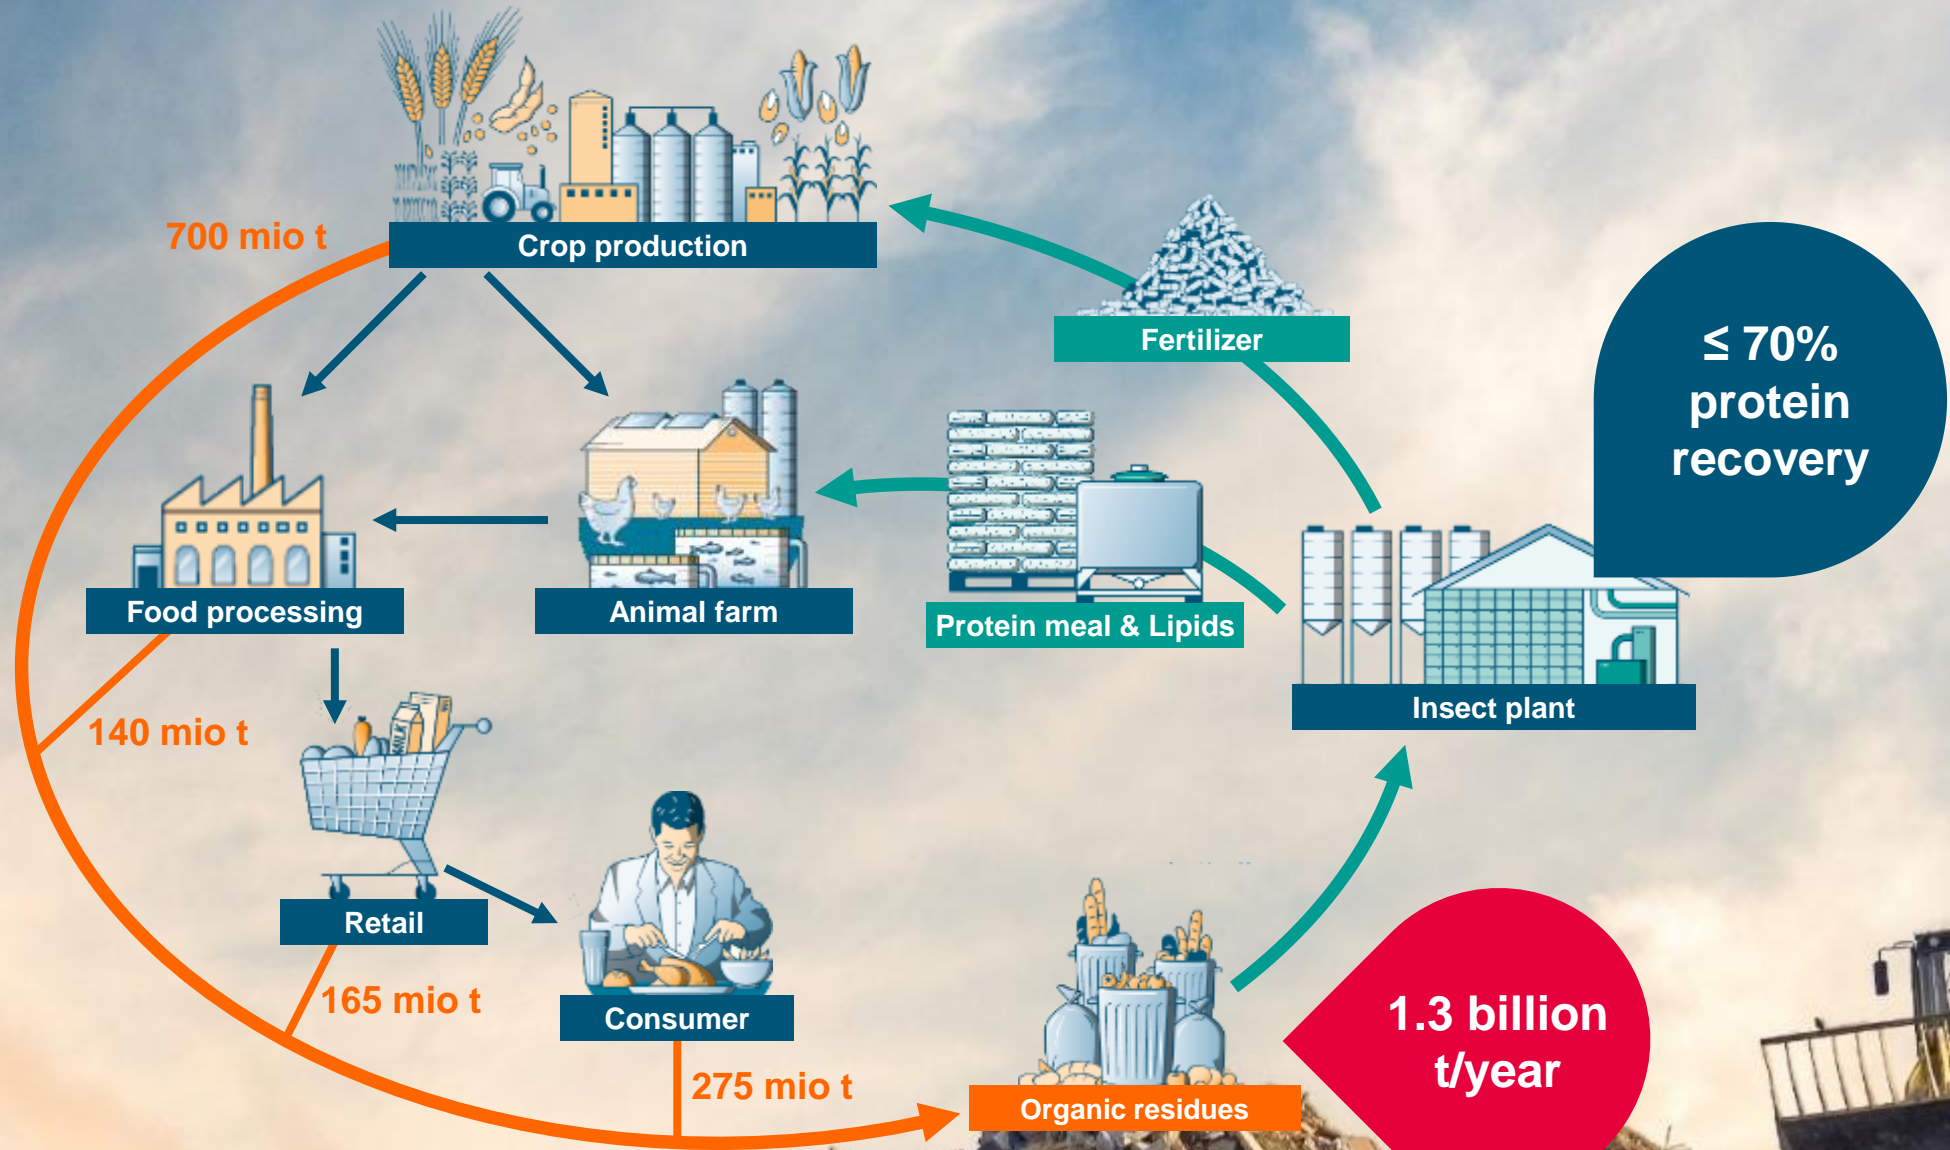 700 mio t
Crop production
Fertilizer
≤ 70%
protein
recovery
Food processing
Animal farm
Protein meal & Lipids
Insect plant
140 mio t
Retail
165 mio t
Consumer
275 mio t
Organic residues
1.3 billion
t/year